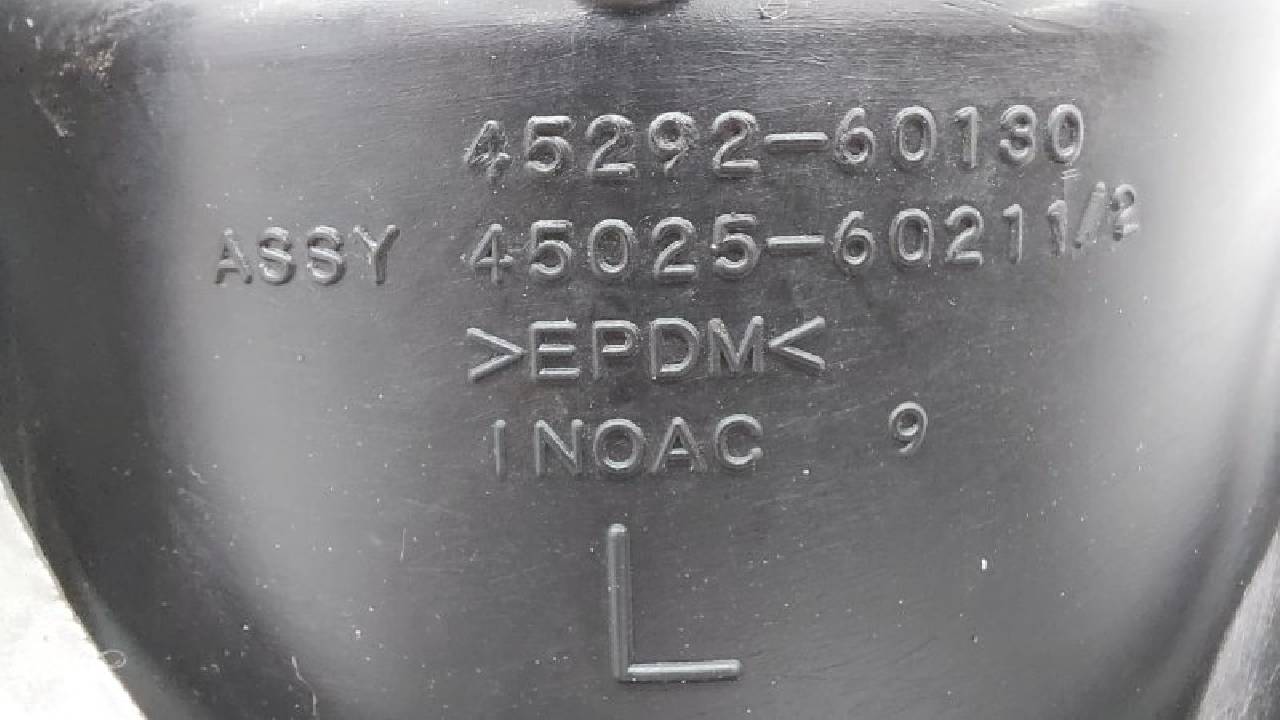 45292-60130
ASSY 45025-60211/2
>EPDM<
INOAC 9
L